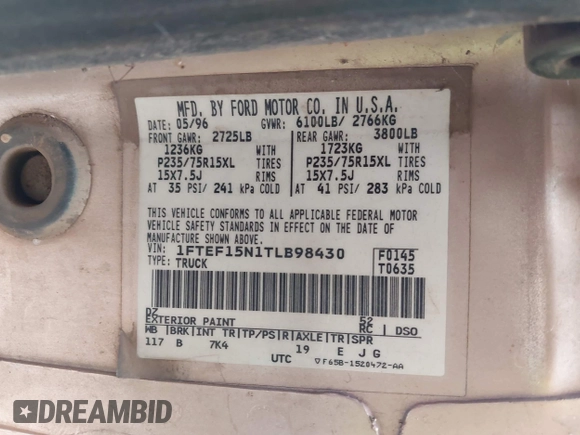 MFD. BY FORD MOTOR CO. IN U.S.A.
DATE: 05/96 GVWR: 6100LB/ 2766KG
FRONT GAWR: 2725LB REAR GAWR: 3800LB
1236KG WITH 1723KG WITH
P235/75R15XL TIRES P235/75R15XL TIRES
15X7.5J RIMS 15X7.5J RIMS
AT 35 PSI/ 241 kPA COLD AT 41 PSI/ 283 kPA COLD
THIS VEHICLE CONFORMS TO ALL APPLICABLE FEDERAL MOTOR
VEHICLE SAFETY STANDARDS IN EFFECT ON THE DATE OF MANU-
FACTURE SHOWN ABOVE.
VIN: 1FTEF15N1TLB98430 F0145
TYPE: TRUCK T0635
DZ 52
EXTERIOR PAINT RC DSO
WB BRK INT TR TP/PS R AXLE TR SPR
117 B 7K4 19 E J G
UTC ▽F65B-1520472-AA
DREAMBID